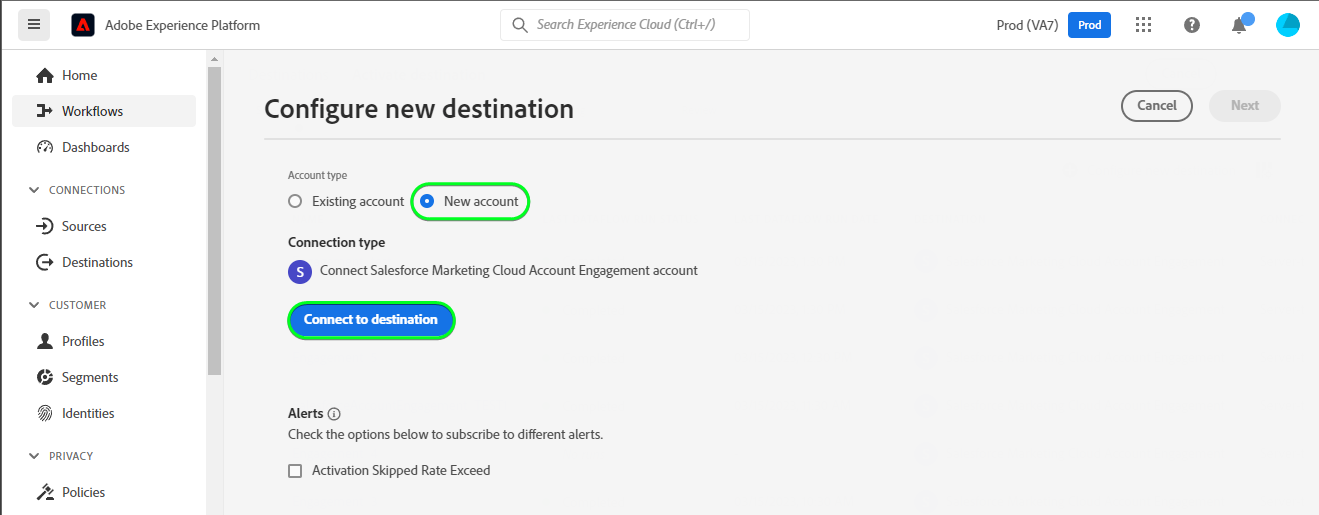 Adobe Experience Platform
Search Experience Cloud (Ctrl+/)
Prod (VA7)
Prod
Home
Workflows
Dashboards
CONNECTIONS
Sources
Destinations
CUSTOMER
Profiles
Segments
Identities
PRIVACY
Policies
Configure new destination
Cancel
Next
Account type
Existing account
New account
Connection type
S
Connect Salesforce Marketing Cloud Account Engagement account
Connect to destination
Alerts
Check the options below to subscribe to different alerts.
Activation Skipped Rate Exceed